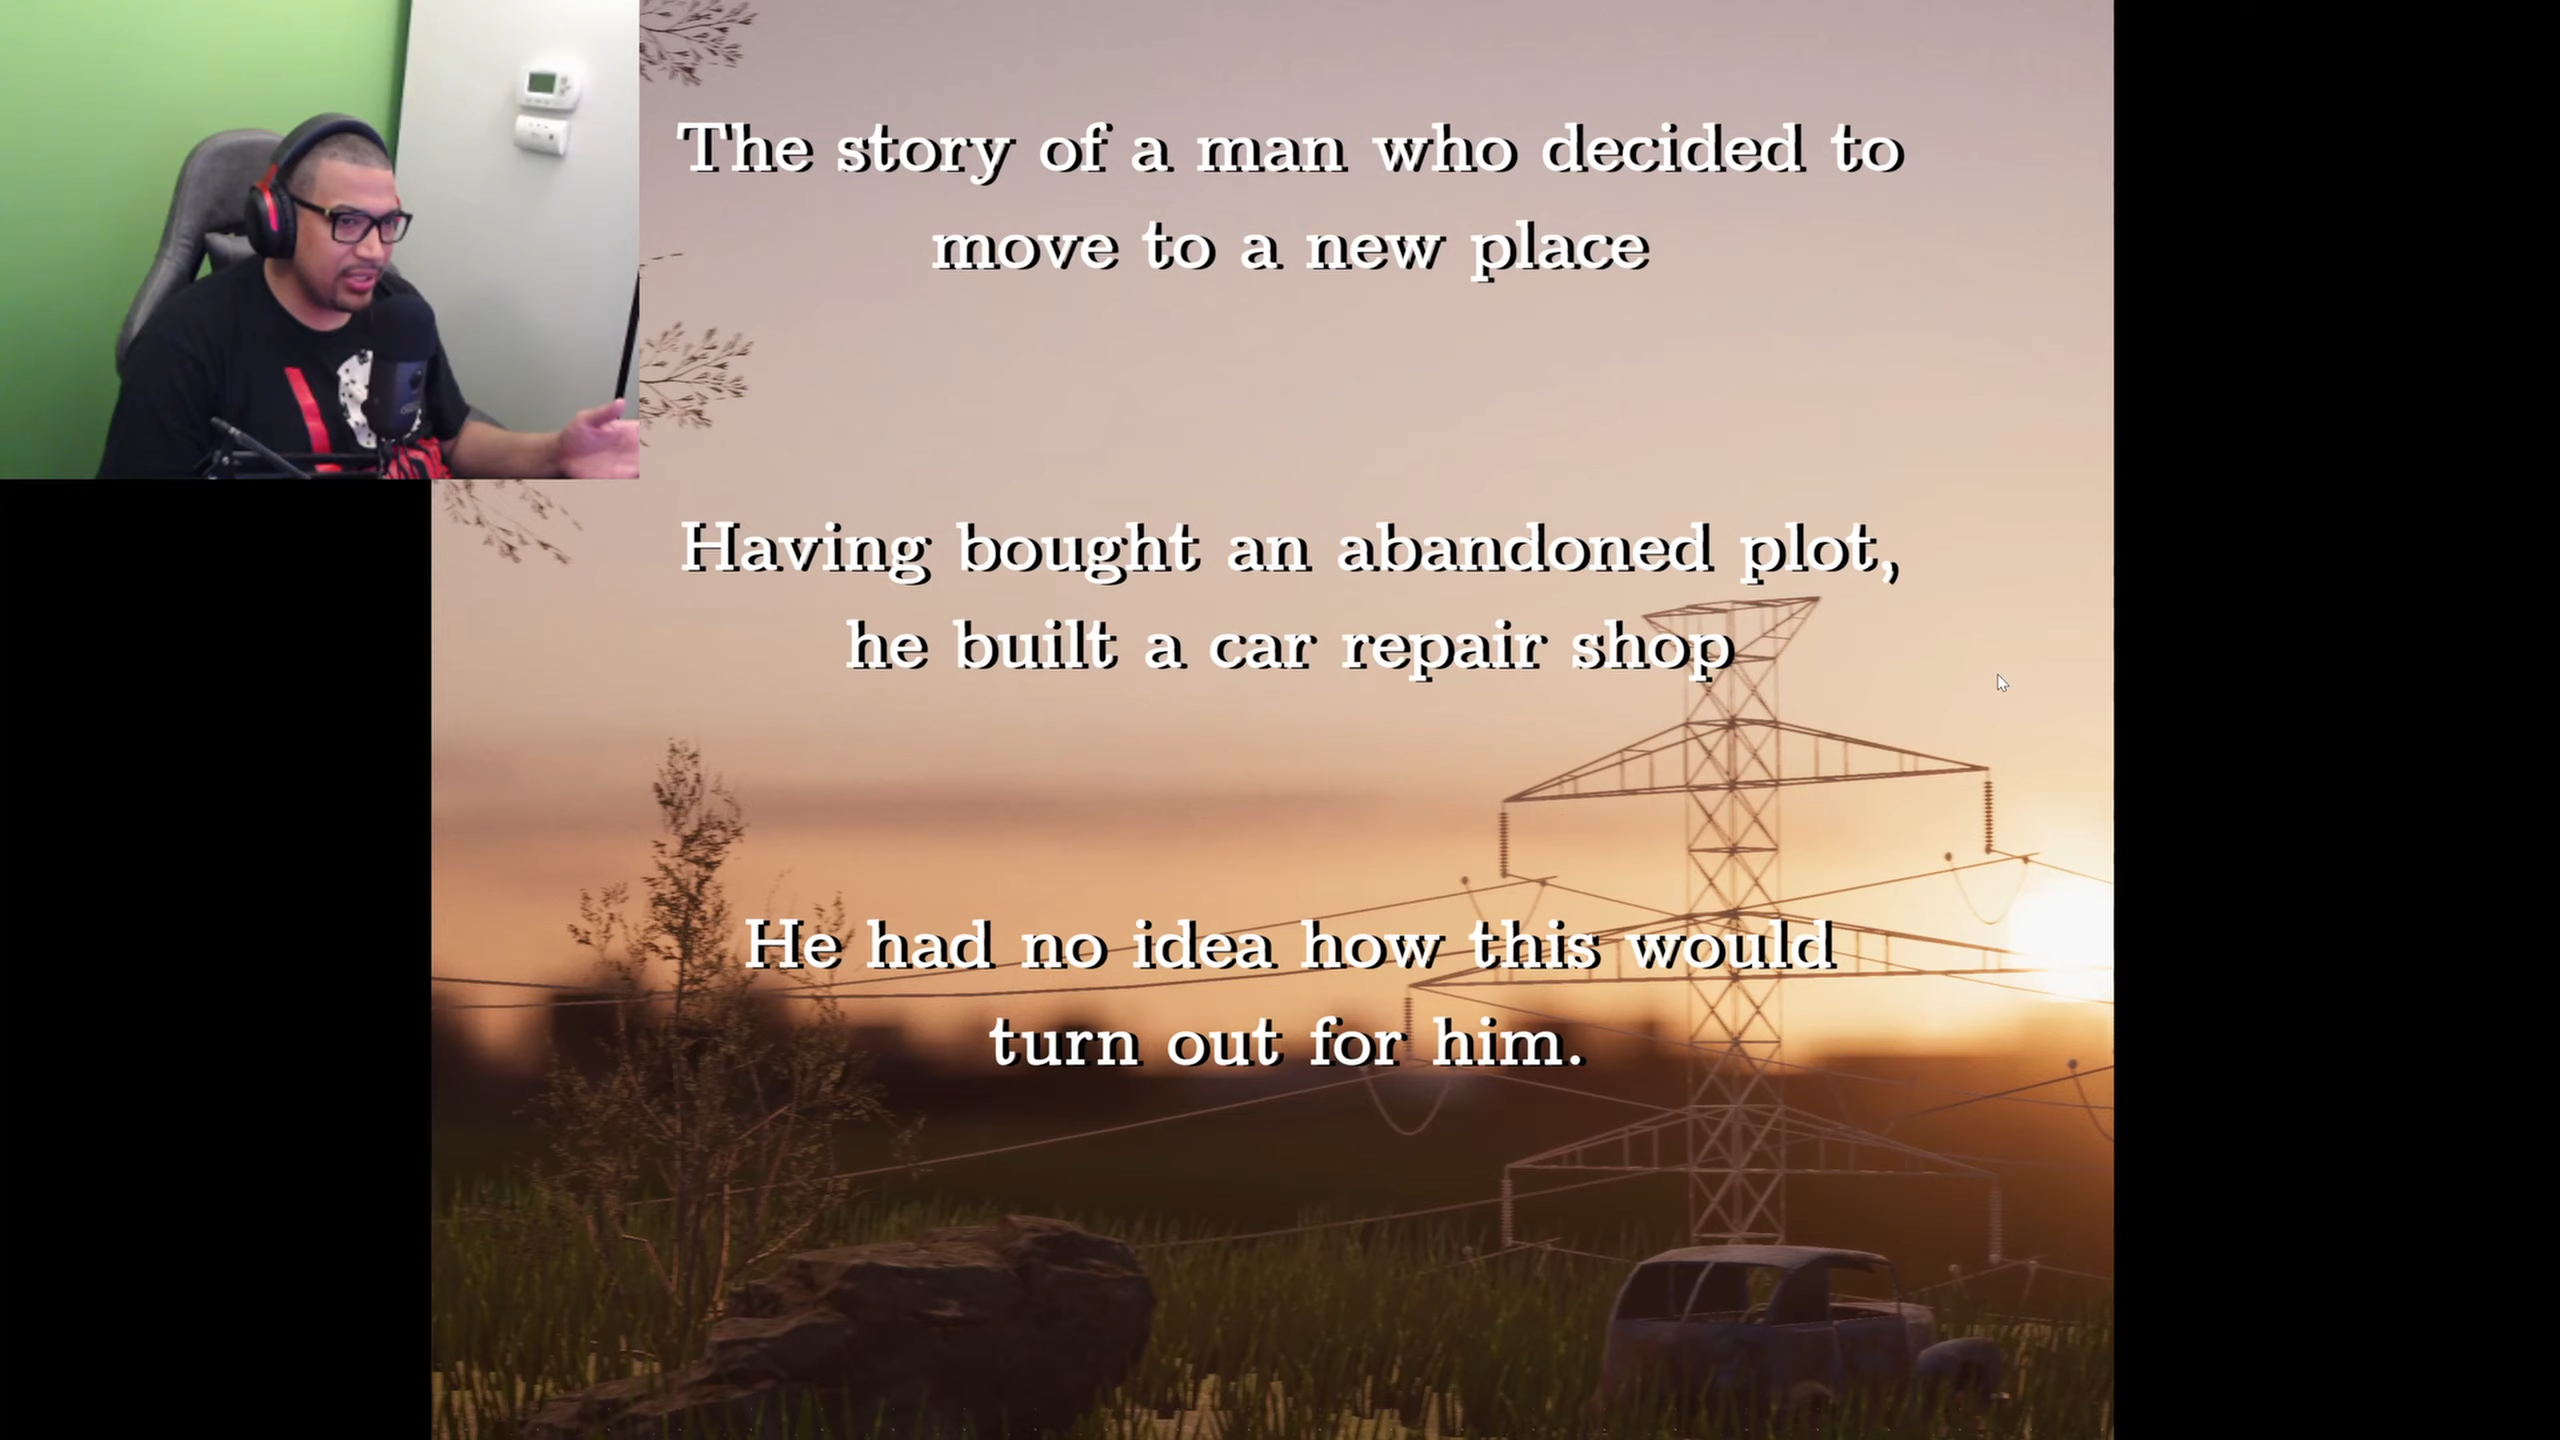 The story of a man who decided to
move to a new place
Having bought an abandoned plot,
he built a car repair shop
He had no idea how this would
turn out for him.